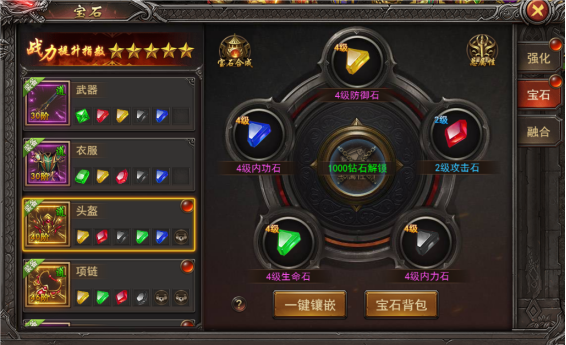 宝石
战力提升指数
武器
30阶
衣服
30阶
头盔
30阶
项链
宝石合成
4级
4级防御石
4级
4级内功石
2级
2级攻击石
1000钻石解锁
4级
4级生命石
4级
4级内力石
?
一键镶嵌
宝石背包
强化
宝石
融合